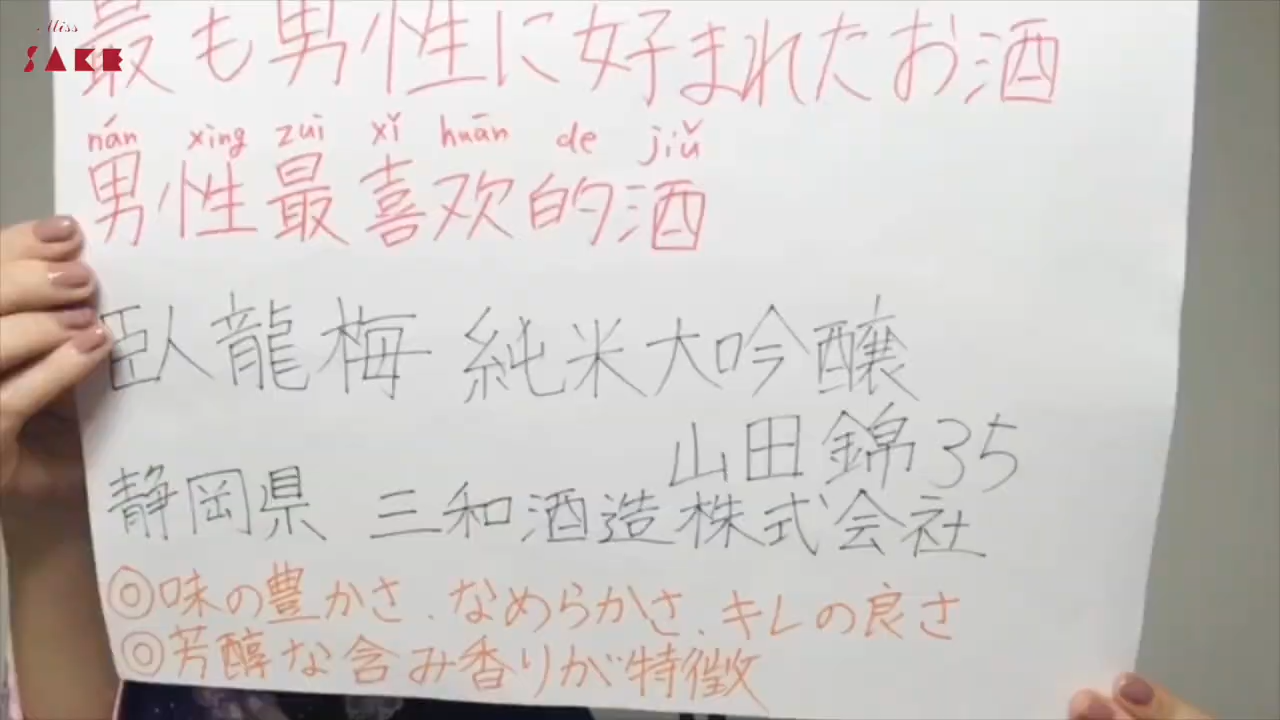 Miss
SAKE
最も男性に好まれたお酒
nán xìng zuì xǐ huān de jiǔ
男性最喜欢的酒
臥龍梅 純米大吟醸
山田錦35
静岡県 三和酒造株式会社
◎味の豊かさ、なめらかさ、キレの良さ
◎芳醇な含み香りが特徴